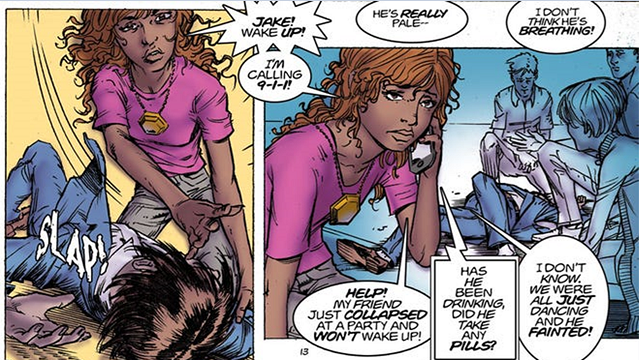 JAKE!
WAKE UP!
I'M
CALLING
9-1-1!
SLAP!
HE'S REALLY
PALE--
I DON'T
THINK HE'S
BREATHING!
HELP!
MY FRIEND
JUST COLLAPSED
AT A PARTY AND
WON'T WAKE UP!
HAS
HE
BEEN
DRINKING,
DID HE
TAKE
ANY
PILLS?
I DON'T
KNOW.
WE WERE
ALL JUST
DANCING
AND HE
FAINTED!
13